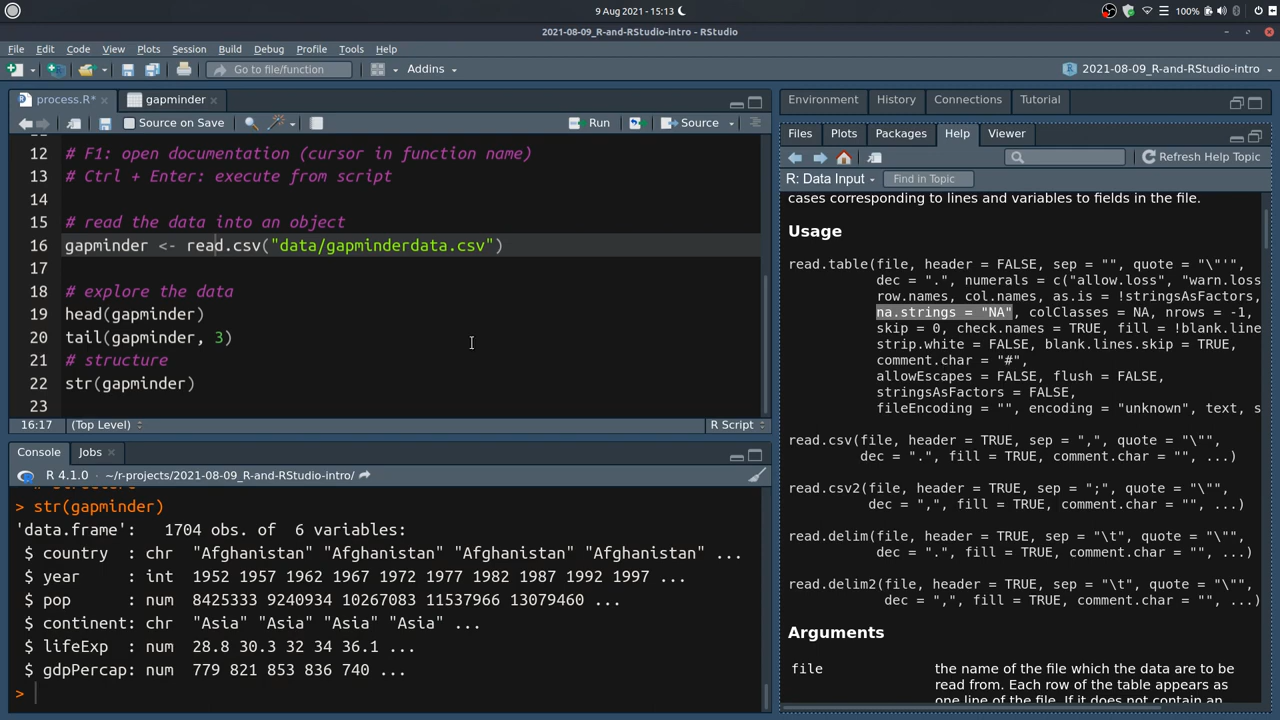 9 Aug 2021 - 15:13
100%
2021-08-09_R-and-RStudio-intro - RStudio
File Edit Code View Plots Session Build Debug Profile Tools Help
Go to file/function
Addins
2021-08-09_R-and-RStudio-intro
process.R*
gapminder
Source on Save
Run
Source
12 # F1: open documentation (cursor in function name)
13 # Ctrl + Enter: execute from script
14
15 # read the data into an object
16 gapminder <- read.csv("data/gapminderdata.csv")
17
18 # explore the data
19 head(gapminder)
20 tail(gapminder, 3)
21 # structure
22 str(gapminder)
23
16:17
(Top Level)
R Script
Console
Jobs
R 4.1.0 · ~/r-projects/2021-08-09_R-and-RStudio-intro/
> str(gapminder)
'data.frame': 1704 obs. of 6 variables:
$ country : chr "Afghanistan" "Afghanistan" "Afghanistan" "Afghanistan" ...
$ year : int 1952 1957 1962 1967 1972 1977 1982 1987 1992 1997 ...
$ pop : num 8425333 9240934 10267083 11537966 13079460 ...
$ continent: chr "Asia" "Asia" "Asia" "Asia" ...
$ lifeExp : num 28.8 30.3 32 34 36.1 ...
$ gdpPercap: num 779 821 853 836 740 ...
>
Environment History Connections Tutorial
Files Plots Packages Help Viewer
Refresh Help Topic
R: Data Input
Find in Topic
cases corresponding to lines and variables to fields in the file.
Usage
read.table(file, header = FALSE, sep = "", quote = "\"'",
dec = ".", numerals = c("allow.loss", "warn.loss
row.names, col.names, as.is = !stringsAsFactors,
na.strings = "NA", colClasses = NA, nrows = -1,
skip = 0, check.names = TRUE, fill = !blank.line
strip.white = FALSE, blank.lines.skip = TRUE,
comment.char = "#",
allowEscapes = FALSE, flush = FALSE,
stringsAsFactors = FALSE,
fileEncoding = "", encoding = "unknown", text, s
read.csv(file, header = TRUE, sep = ",", quote = "\"",
dec = ".", fill = TRUE, comment.char = "", ...)
read.csv2(file, header = TRUE, sep = ";", quote = "\"",
dec = ",", fill = TRUE, comment.char = "", ...)
read.delim(file, header = TRUE, sep = "\t", quote = "\"",
dec = ".", fill = TRUE, comment.char = "", ...)
read.delim2(file, header = TRUE, sep = "\t", quote = "\"",
dec = ",", fill = TRUE, comment.char = "", ...)
Arguments
file the name of the file which the data are to be
read from. Each row of the table appears as
one line of the file. If it does not contain an